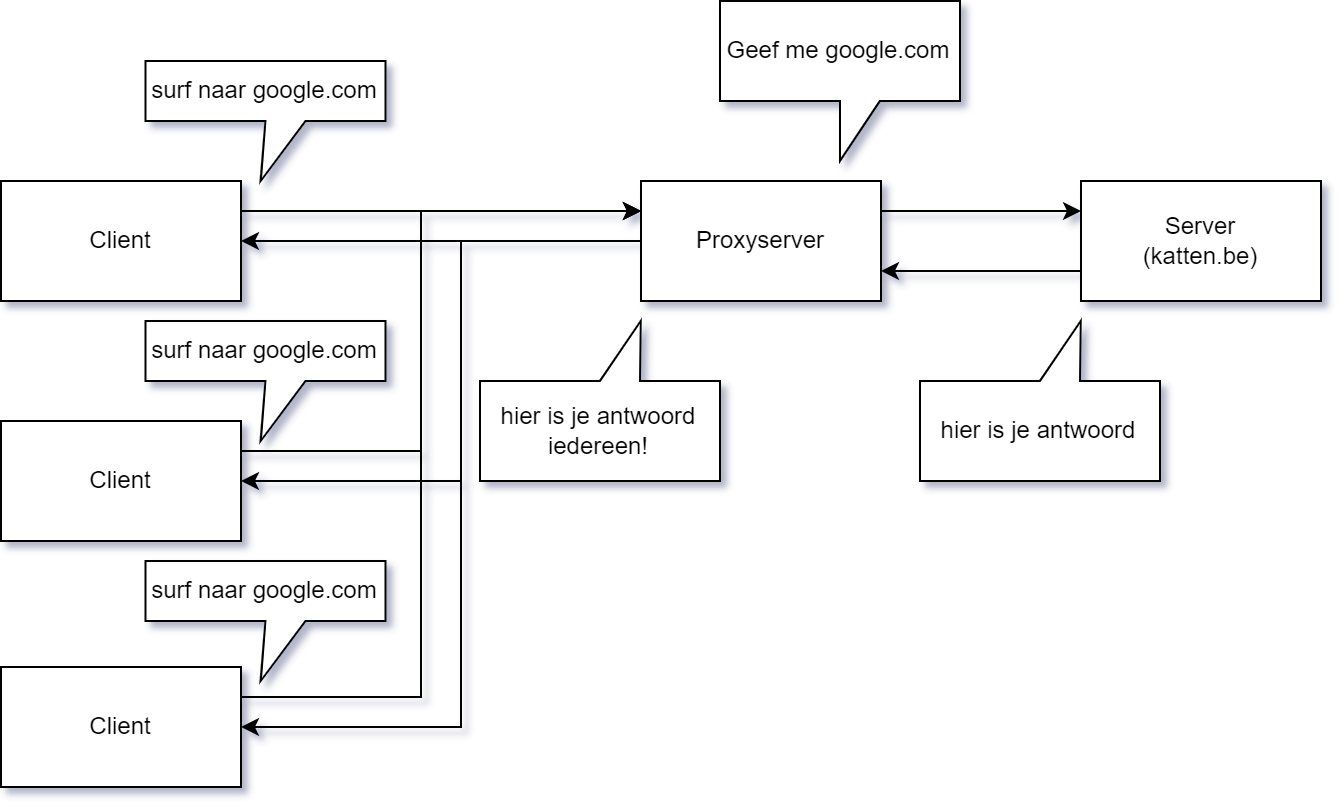 Geef me google.com
surf naar google.com
Client
Proxyserver
Server
(katten.be)
surf naar google.com
hier is je antwoord
iedereen!
hier is je antwoord
Client
surf naar google.com
Client